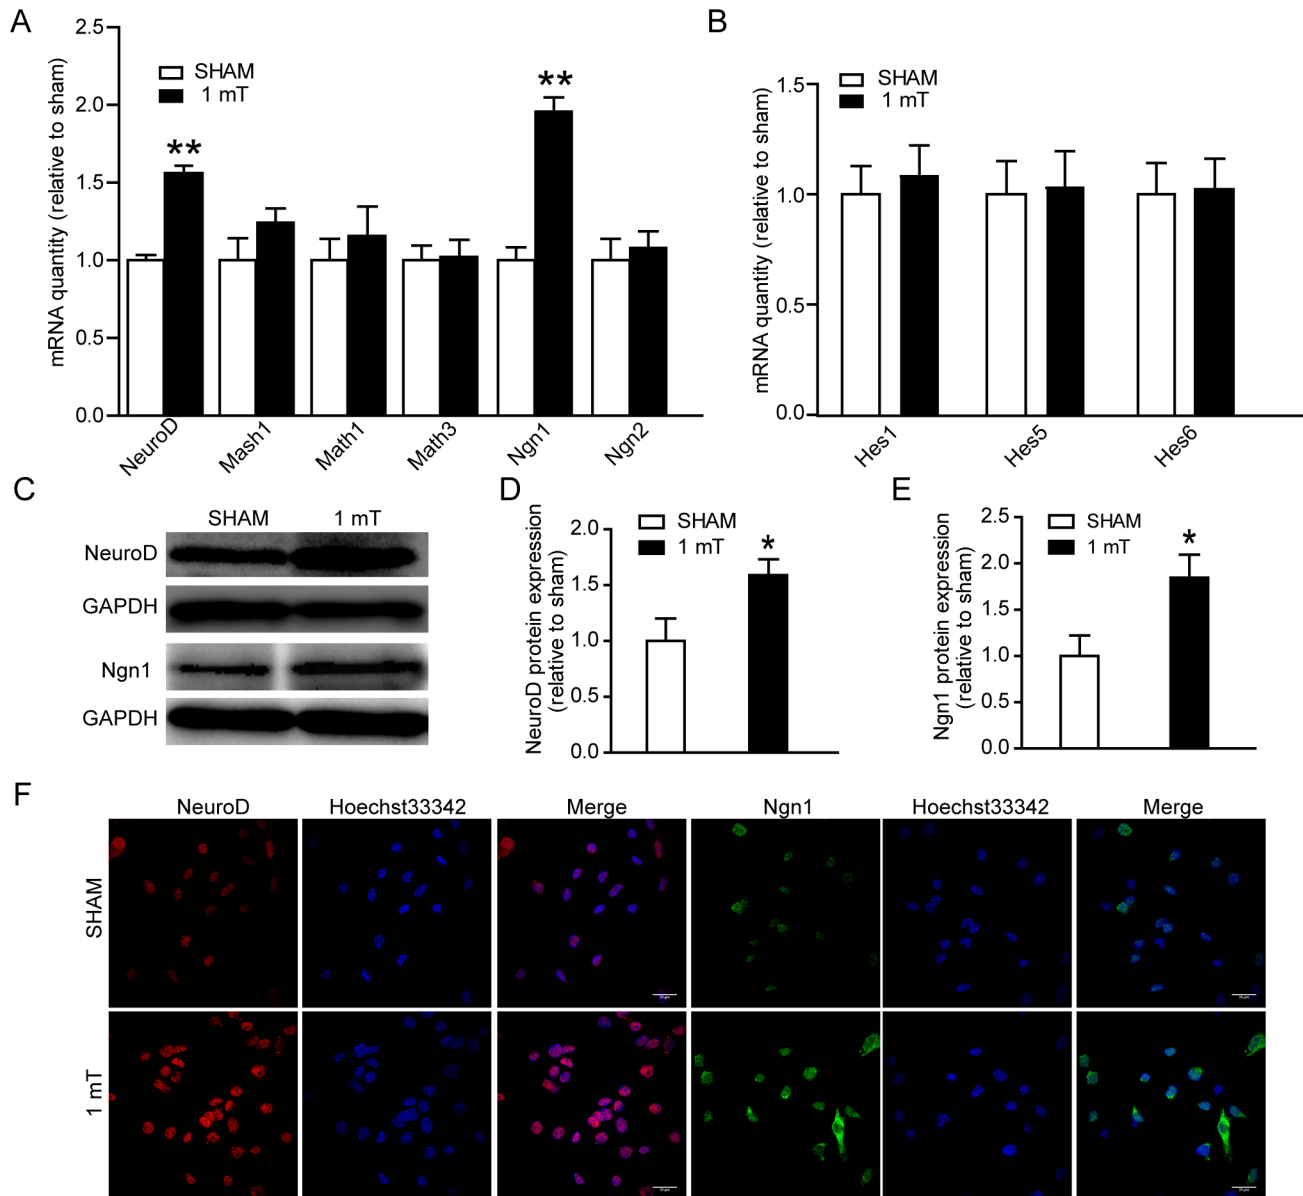 A
mRNA quantity (relative to sham)
2.5
2.0
1.5
1.0
0.5
0.0
SHAM
1 mT
**
**
NeuroD
Mash1
Math1
Math3
Ngn1
Ngn2
B
mRNA quantity (relative to sham)
1.5
1.0
0.5
0.0
SHAM
1 mT
Hes1
Hes5
Hes6
C
SHAM 1 mT
NeuroD
GAPDH
Ngn1
GAPDH
D
NeuroD protein expression
(relative to sham)
2.0
1.5
1.0
0.5
0.0
SHAM
1 mT
*
E
Ngn1 protein expression
(relative to sham)
2.5
2.0
1.5
1.0
0.5
0.0
SHAM
1 mT
*
F
NeuroD Hoechst33342 Merge Ngn1 Hoechst33342 Merge
SHAM
1 mT